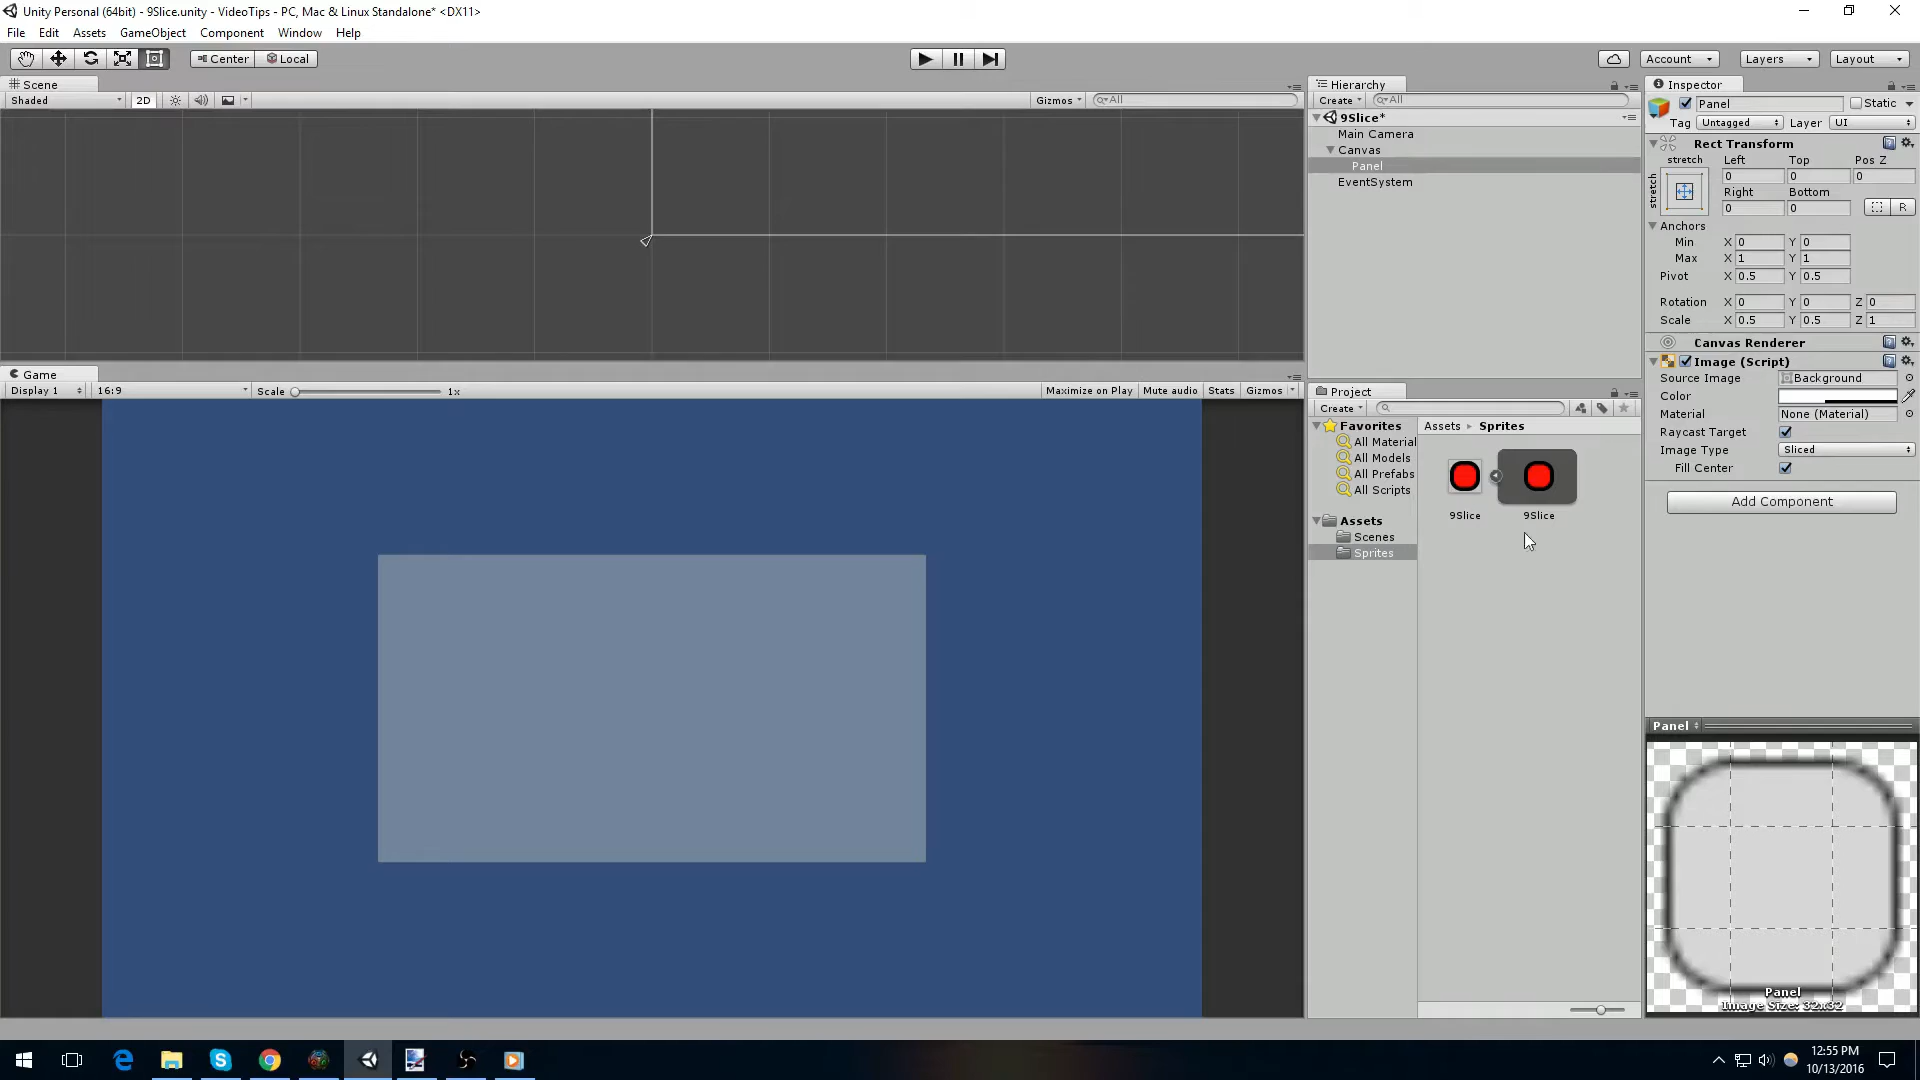 Unity Personal (64bit) - 9Slice.unity - VideoTips - PC, Mac & Linux Standalone* <DX11>
File Edit Assets GameObject Component Window Help
Center Local Account Layers Layout
Scene
Shaded 2D Gizmos All
Hierarchy
Create All
9Slice*
Main Camera
Canvas
Panel
EventSystem
Inspector
Panel Static
Tag Untagged Layer UI
Rect Transform
stretch Left Top Pos Z
stretch 0 0 0
Right Bottom
0 0 R
Anchors
Min X 0 Y 0
Max X 1 Y 1
Pivot X 0.5 Y 0.5
Rotation X 0 Y 0 Z 0
Scale X 0.5 Y 0.5 Z 1
Canvas Renderer
Image (Script)
Source Image Background
Color
Material None (Material)
Raycast Target
Image Type Sliced
Fill Center
Add Component
Game
Display 1 16:9 Scale 1x Maximize on Play Mute audio Stats Gizmos
Project
Create
Favorites
All Material
All Models
All Prefabs
All Scripts
Assets
Scenes
Sprites
Assets Sprites
9Slice 9Slice
Panel
Panel
Image Size: 32x32
12:55 PM
10/13/2016